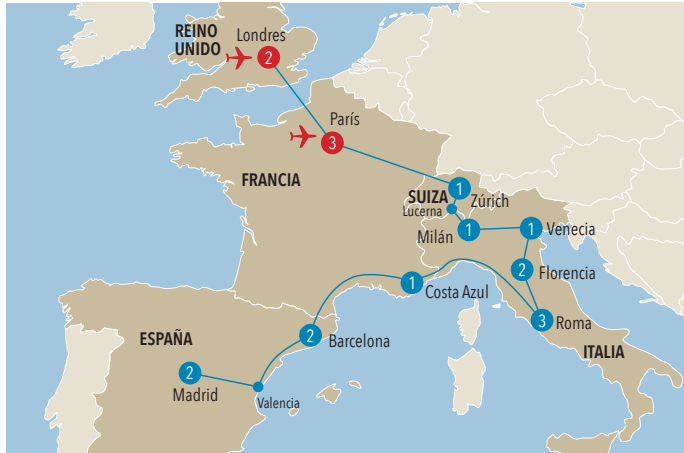 REINO
UNIDO
Londres
2
París
3
FRANCIA
SUIZA
1
Zúrich
Lucerna
Milán
1
1
Venecia
2
Florencia
1
Costa Azul
3
Roma
ITALIA
ESPAÑA
2
Barcelona
2
Madrid
Valencia